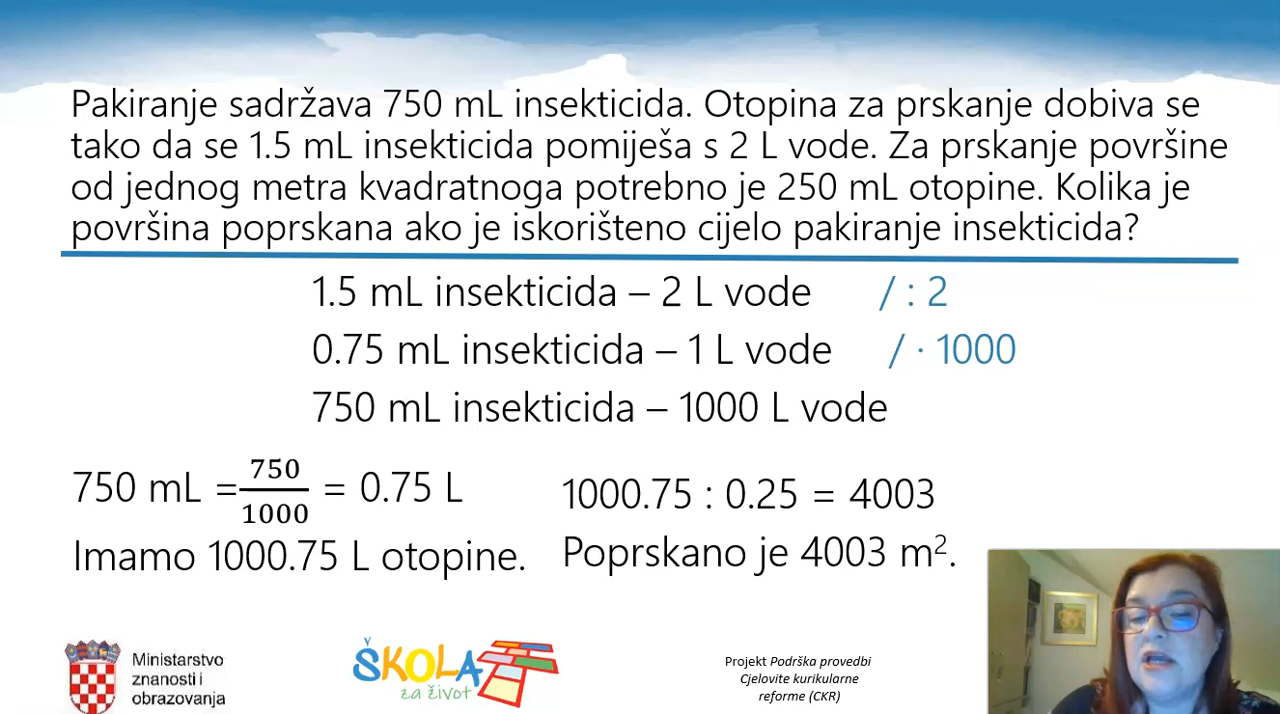 Pakiranje sadržava 750 mL insekticida. Otopina za prskanje dobiva se
tako da se 1.5 mL insekticida pomiješa s 2 L vode. Za prskanje površine
od jednog metra kvadratnoga potrebno je 250 mL otopine. Kolika je
površina poprskana ako je iskorišteno cijelo pakiranje insekticida?
1.5 mL insekticida – 2 L vode / : 2
0.75 mL insekticida – 1 L vode / · 1000
750 mL insekticida – 1000 L vode
750 mL = 750/1000 = 0.75 L
Imamo 1000.75 L otopine.
1000.75 : 0.25 = 4003
Poprskano je 4003 m².
Ministarstvo
znanosti i
obrazovanja
ŠKOLA
za život
Projekt Podrška provedbi
Cjelovite kurikularne
reforme (CKR)